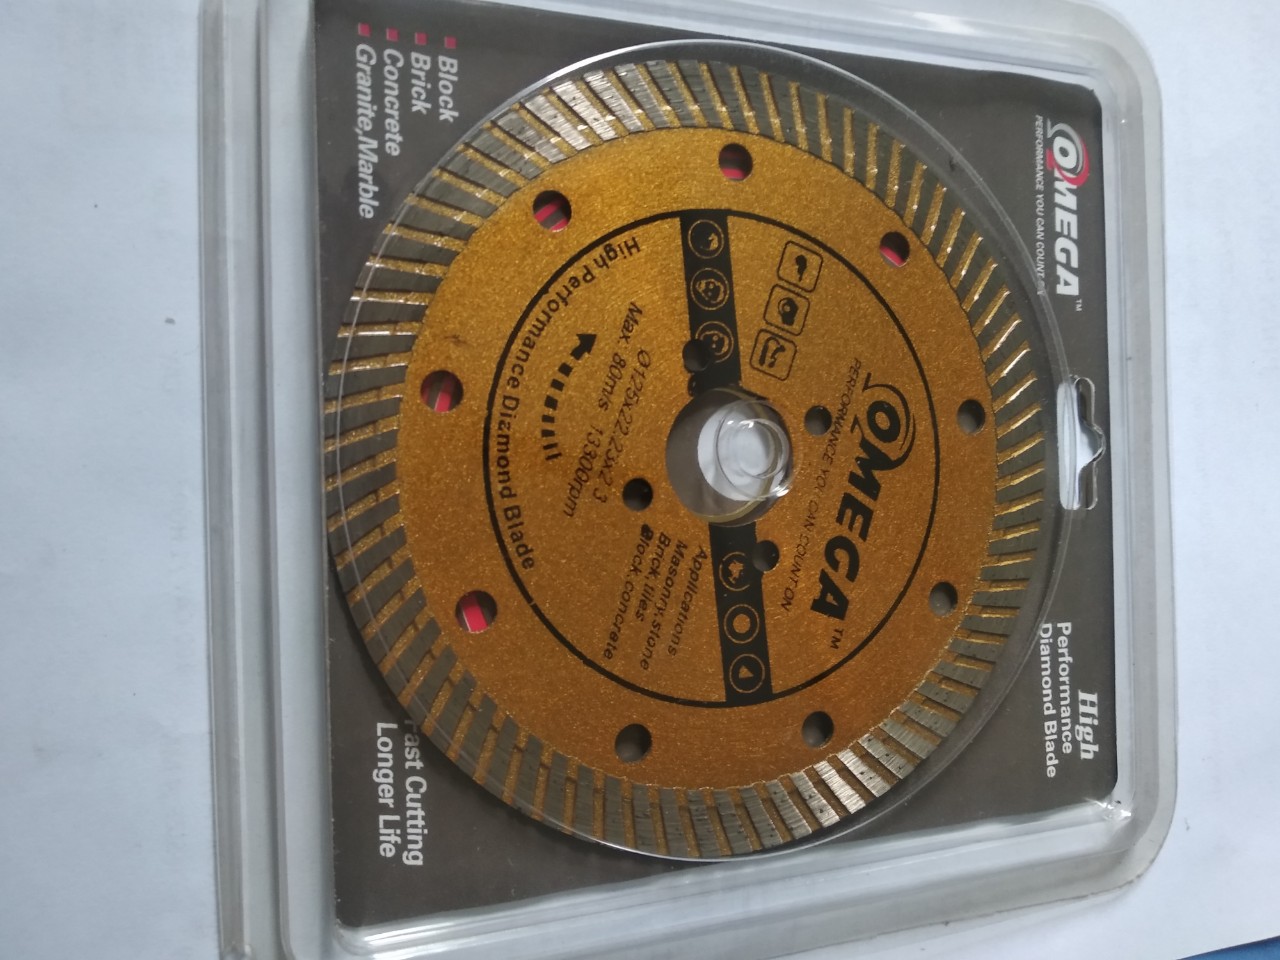 OMEGA™
PERFORMANCE YOU CAN COUNT ON
High
Performance
Diamond Blade
OMEGA™
PERFORMANCE YOU CAN COUNT ON
Ø125x22.23x2.3
Max. 80m/s 13300rpm
High Performance Diamond Blade
Applications
Masonry,stone
Brick,tiles
Block,concrete
Block
Brick
Concrete
Granite,Marble
Fast Cutting
Longer Life